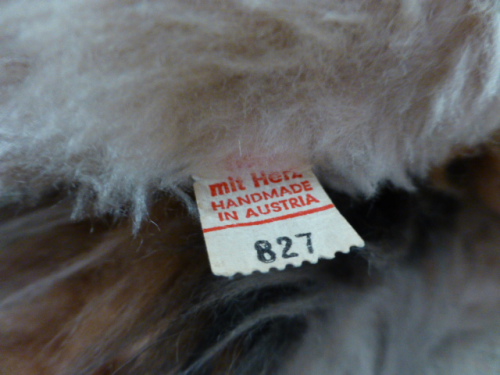 mit Herz
HANDMADE
IN AUSTRIA
827